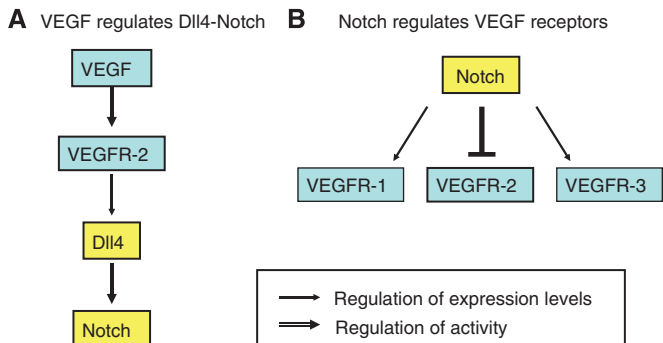 A VEGF regulates Dll4-Notch
VEGF
VEGFR-2
Dll4
Notch
B Notch regulates VEGF receptors
Notch
VEGFR-1 VEGFR-2 VEGFR-3
Regulation of expression levels
Regulation of activity